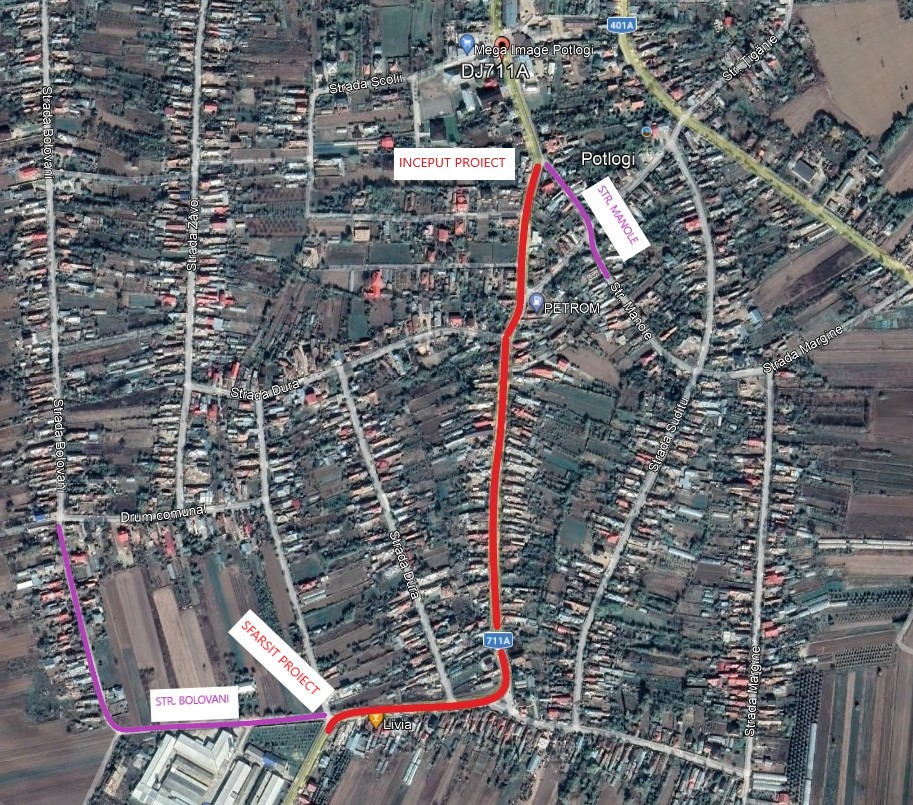 401A
Mega Image Potlogi
DJ711A
Str. Țigănie
Strada Școlii
Strada Bolovani
INCEPUT PROIECT
Potlogi
STR. MANOLE
Strada Zăvoi
Str. Manole
PETROM
Strada Margine
Strada Dura
Strada Bolovani
Strada Suditu
Drum comunal
Strada Dura
SFARSIT PROIECT
711A
STR. BOLOVANI
Livia
Strada Margine